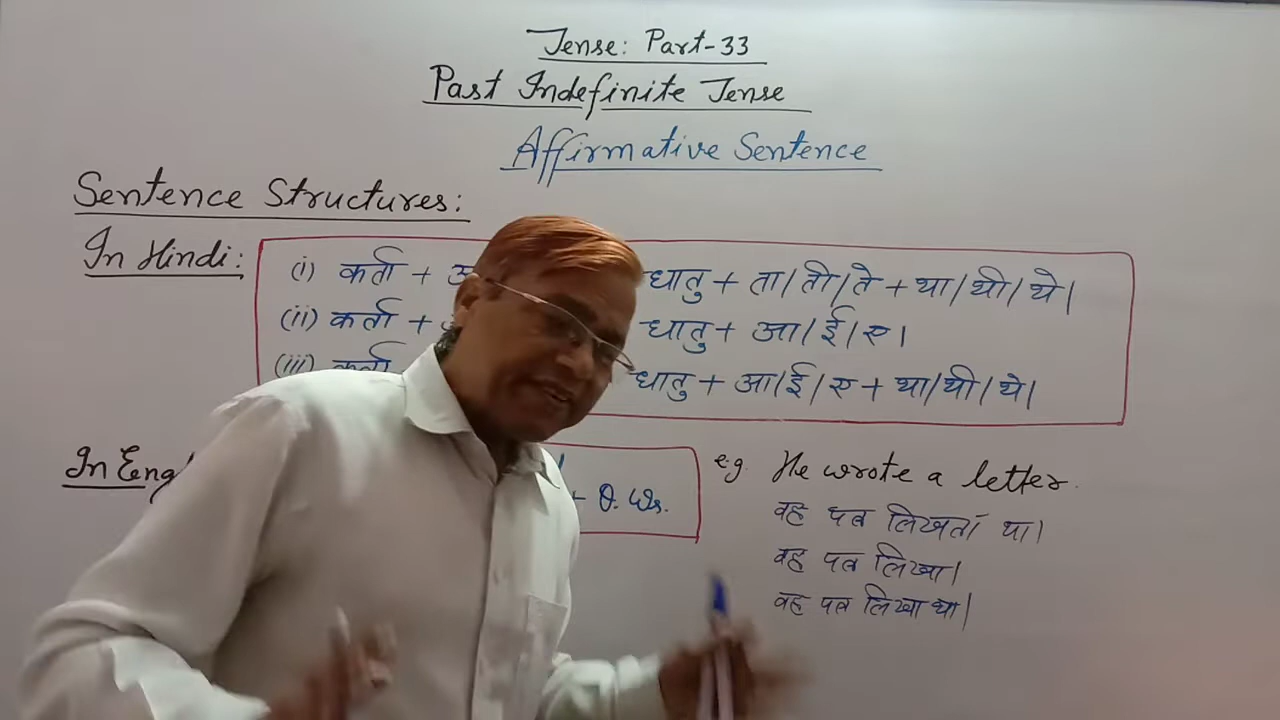 Tense: Part-33
Past Indefinite Tense
Affirmative Sentence
Sentence Structures:
In Hindi:
(i) कर्ता + धातु + ता/ती/ते + था/थी/थे।
(ii) कर्ता + धातु + आ/ई/ए।
(iii) कर्ता धातु + आ/ई/ए + था/थी/थे।
In Eng
+ O. Ws.
e.g. He wrote a letter.
वह पत्र लिखता था।
वह पत्र लिखा।
वह पत्र लिखा था।